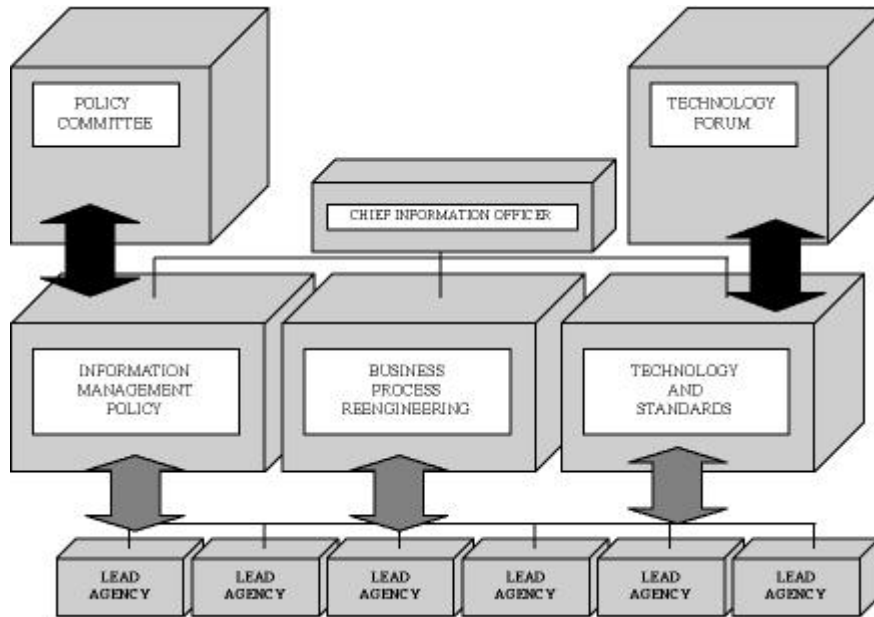 POLICY
COMMITTEE
TECHNOLOGY
FORUM
CHIEF INFORMATION OFFICER
INFORMATION
MANAGEMENT
POLICY
BUSINESS
PROCESS
REENGINEERING
TECHNOLOGY
AND
STANDARDS
LEAD
AGENCY
LEAD
AGENCY
LEAD
AGENCY
LEAD
AGENCY
LEAD
AGENCY
LEAD
AGENCY